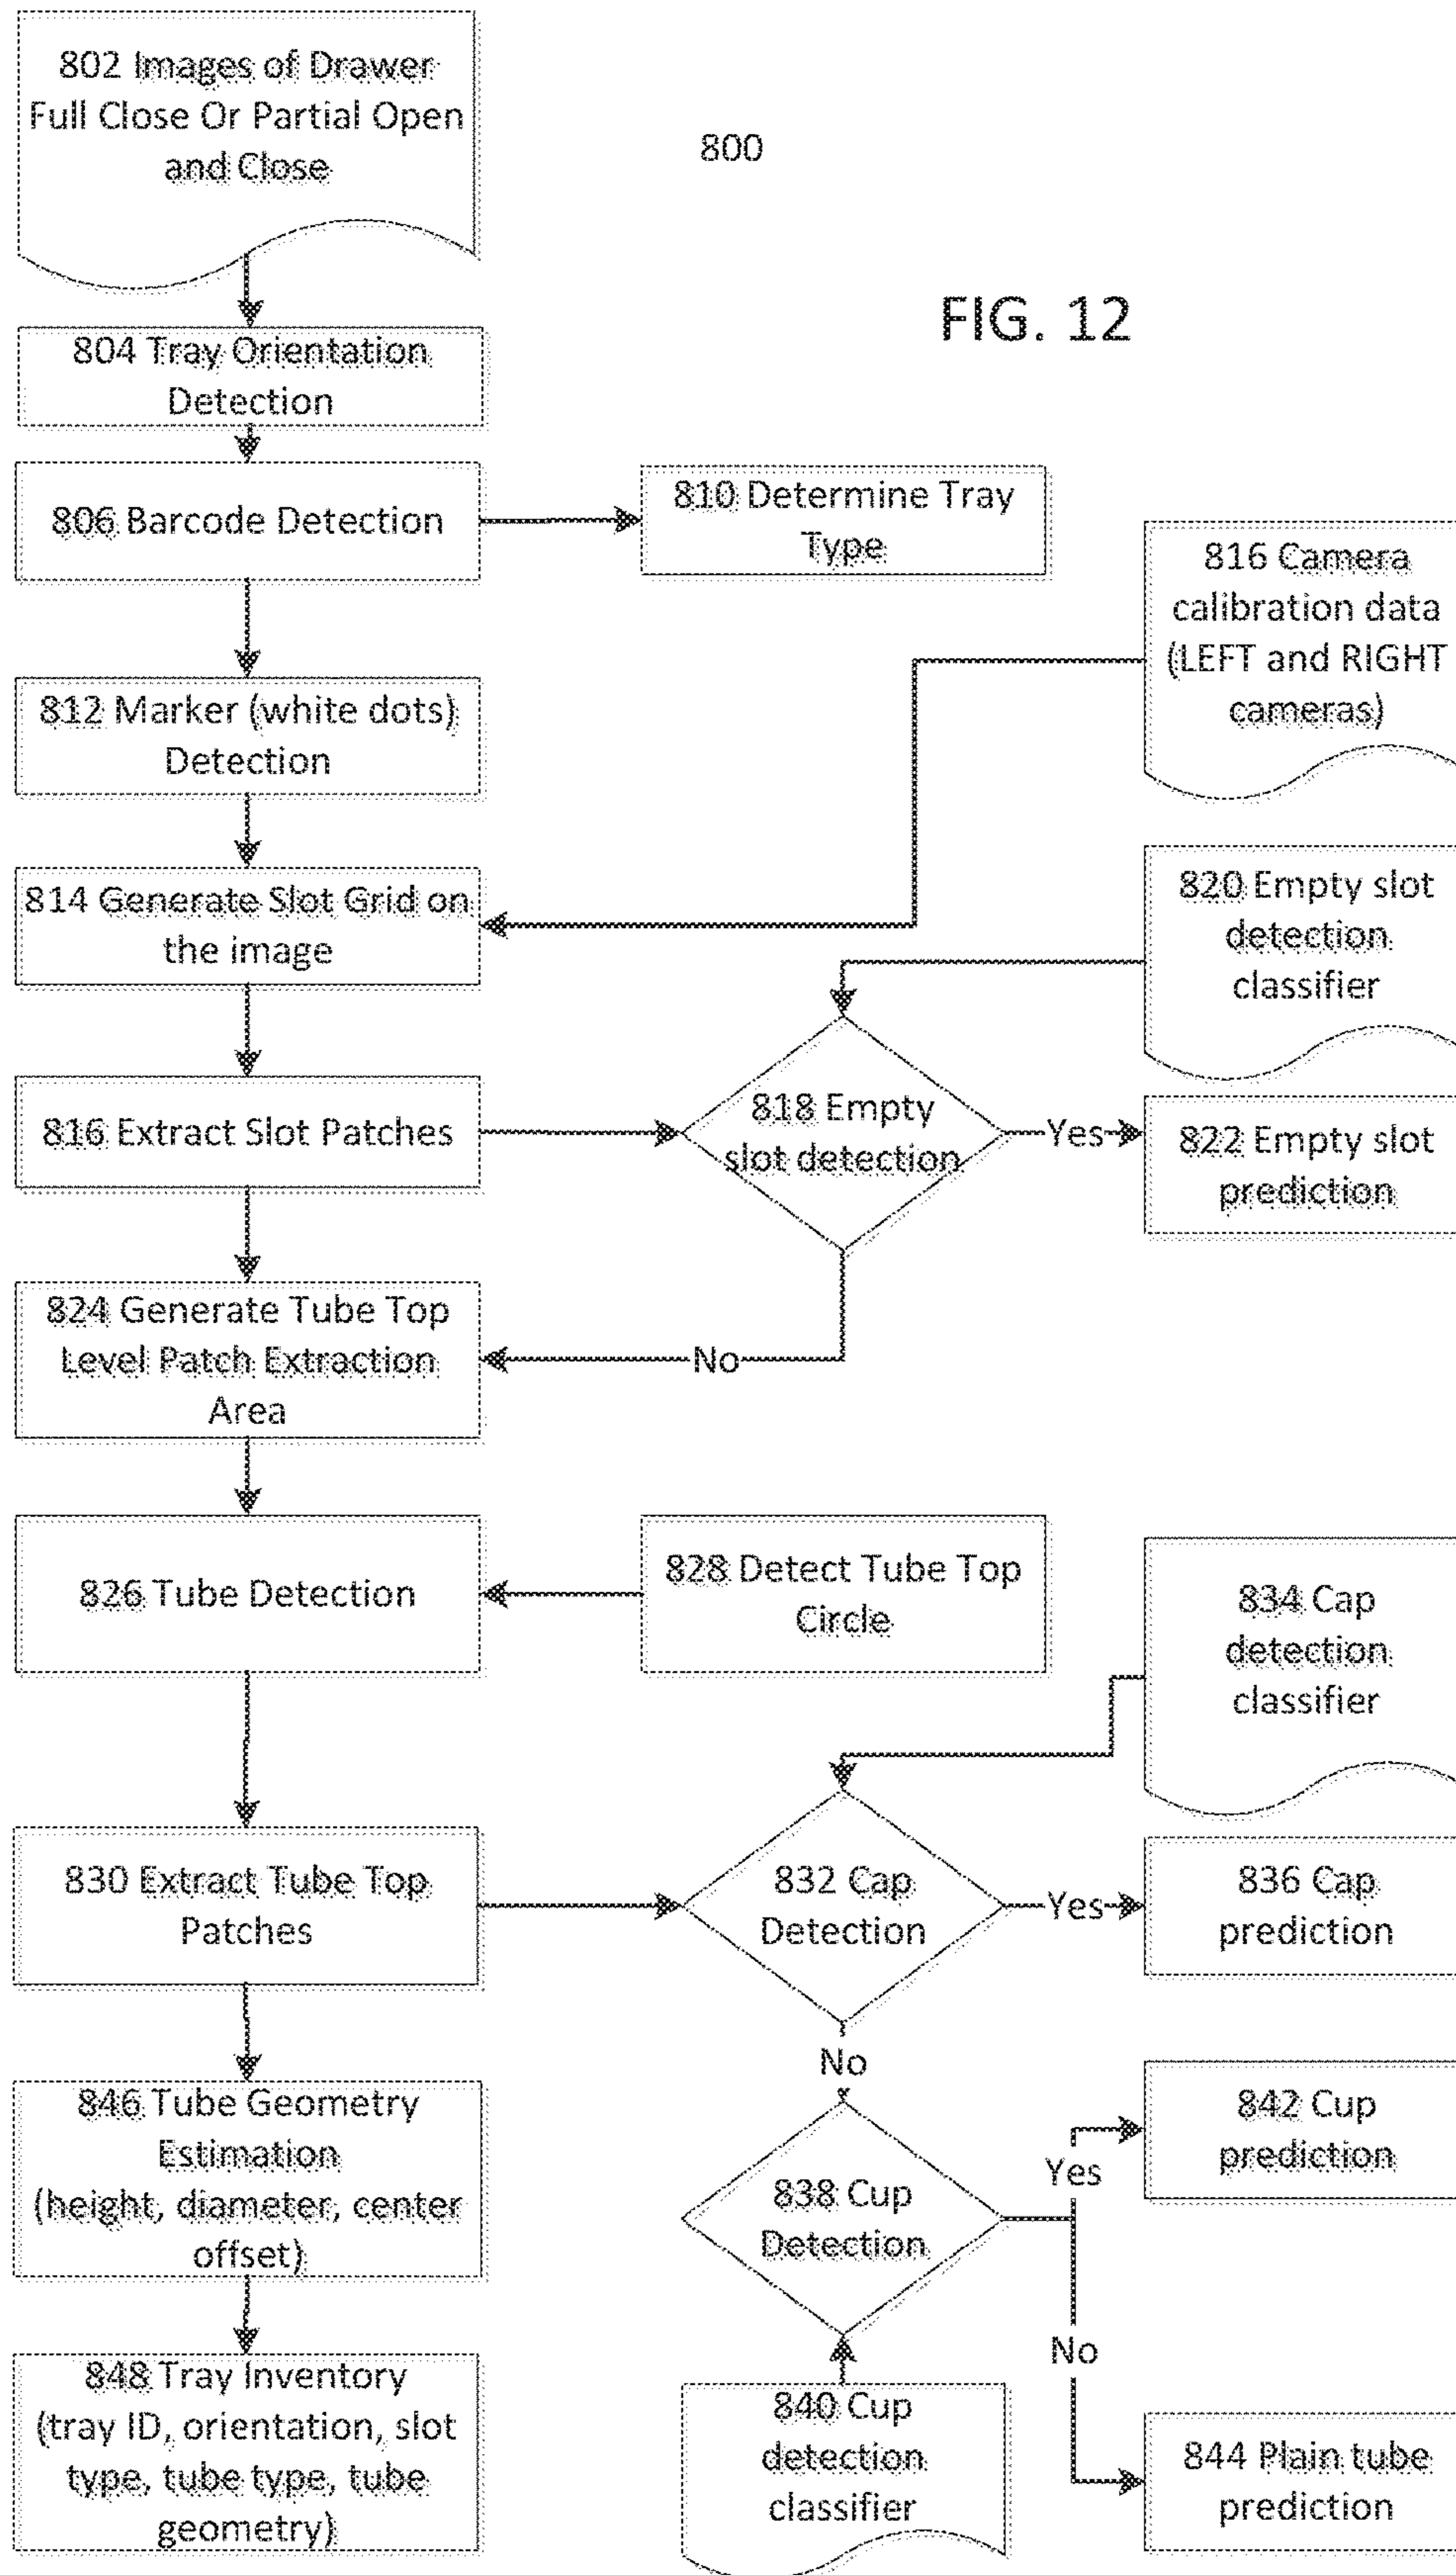 802 Images of Drawer
Full Close Or Partial Open
and Close
800
FIG. 12
804 Tray Orientation
Detection
806 Barcode Detection
810 Determine Tray
Type
816 Camera
calibration data
(LEFT and RIGHT
cameras)
812 Marker (white dots)
Detection
814 Generate Slot Grid on
the image
820 Empty slot
detection
classifier
816 Extract Slot Patches
818 Empty
slot detection
Yes
822 Empty slot
prediction
824 Generate Tube Top
Level Patch Extraction
Area
No
826 Tube Detection
828 Detect Tube Top
Circle
834 Cap
detection
classifier
830 Extract Tube Top
Patches
832 Cap
Detection
Yes
836 Cap
prediction
No
846 Tube Geometry
Estimation
(height, diameter, center
offset)
838 Cup
Detection
Yes
842 Cup
prediction
No
848 Tray Inventory
(tray ID, orientation, slot
type, tube type, tube
geometry)
840 Cup
detection
classifier
844 Plain tube
prediction